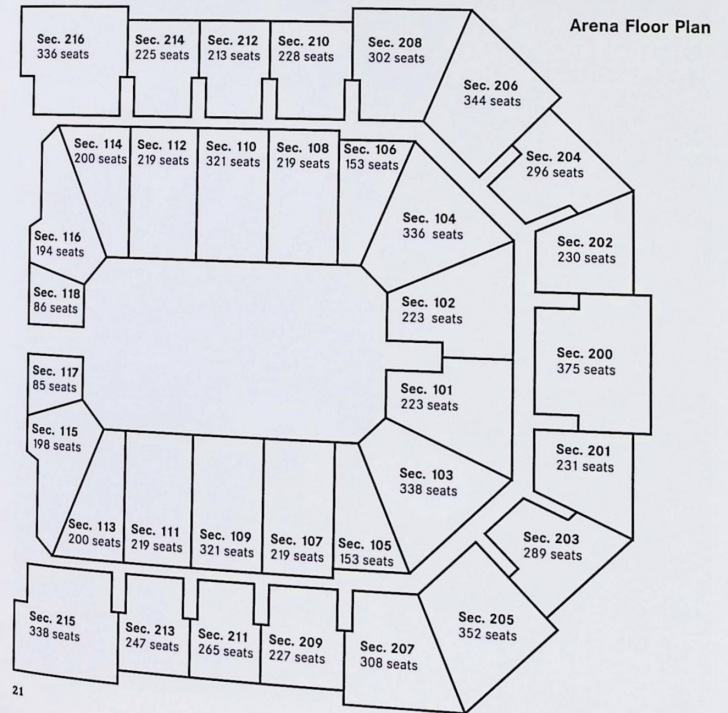 Arena Floor Plan
Sec. 216
336 seats
Sec. 214
225 seats
Sec. 212
213 seats
Sec. 210
228 seats
Sec. 208
302 seats
Sec. 206
344 seats
Sec. 204
296 seats
Sec. 202
230 seats
Sec. 200
375 seats
Sec. 201
231 seats
Sec. 203
289 seats
Sec. 205
352 seats
Sec. 207
308 seats
Sec. 209
227 seats
Sec. 211
265 seats
Sec. 213
247 seats
Sec. 215
338 seats
Sec. 114
200 seats
Sec. 112
219 seats
Sec. 110
321 seats
Sec. 108
219 seats
Sec. 106
153 seats
Sec. 104
336 seats
Sec. 102
223 seats
Sec. 101
223 seats
Sec. 103
338 seats
Sec. 105
153 seats
Sec. 107
219 seats
Sec. 109
321 seats
Sec. 111
219 seats
Sec. 113
200 seats
Sec. 115
198 seats
Sec. 117
85 seats
Sec. 118
86 seats
Sec. 116
194 seats
21